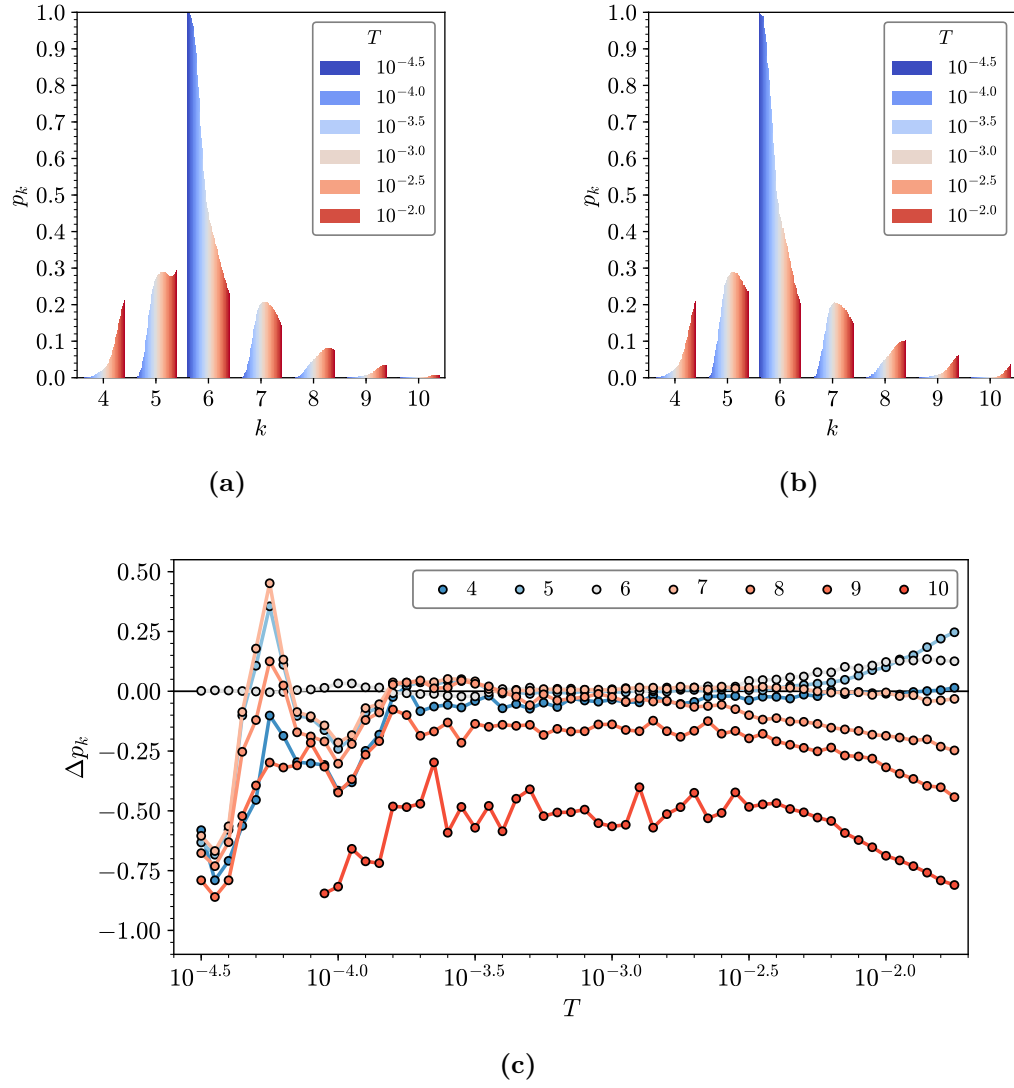 1.0
0.9
0.8
0.7
0.6
0.5
0.4
0.3
0.2
0.1
0.0
p_k
4 5 6 7 8 9 10
k
T
10^{-4.5}
10^{-4.0}
10^{-3.5}
10^{-3.0}
10^{-2.5}
10^{-2.0}
(a)
1.0
0.9
0.8
0.7
0.6
0.5
0.4
0.3
0.2
0.1
0.0
p_k
4 5 6 7 8 9 10
k
T
10^{-4.5}
10^{-4.0}
10^{-3.5}
10^{-3.0}
10^{-2.5}
10^{-2.0}
(b)
0.50
0.25
0.00
−0.25
−0.50
−0.75
−1.00
Δp_k
4 5 6 7 8 9 10
10^{-4.5} 10^{-4.0} 10^{-3.5} 10^{-3.0} 10^{-2.5} 10^{-2.0}
T
(c)